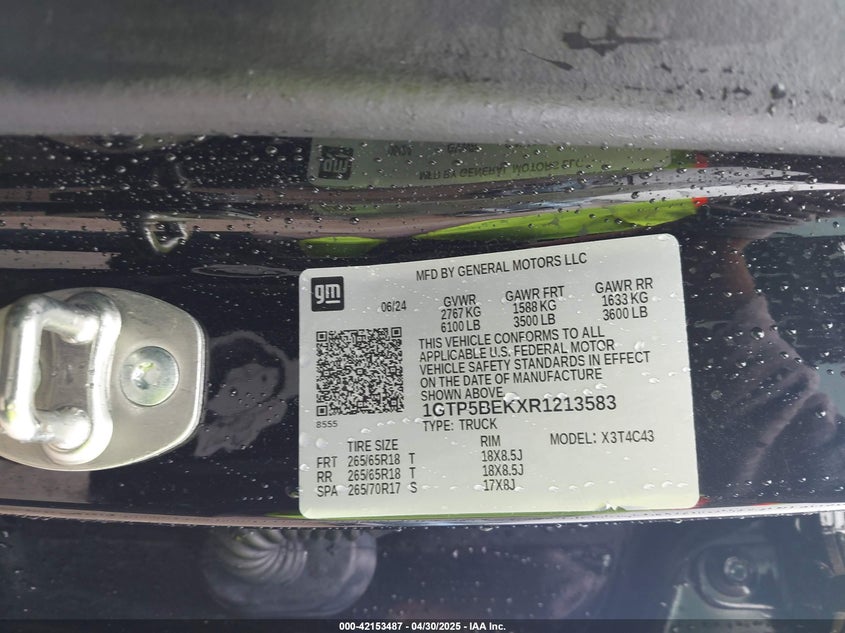 MFD BY GENERAL MOTORS LLC
gm
06/24
GVWR GAWR FRT GAWR RR
2767 KG 1588 KG 1633 KG
6100 LB 3500 LB 3600 LB
THIS VEHICLE CONFORMS TO ALL
APPLICABLE U.S. FEDERAL MOTOR
VEHICLE SAFETY STANDARDS IN EFFECT
ON THE DATE OF MANUFACTURE
SHOWN ABOVE
8555
1GTP5BEKXR1213583
TYPE: TRUCK
MODEL: X3T4C43
TIRE SIZE RIM
FRT 265/65R18 T 18X8.5J
RR 265/65R18 T 18X8.5J
SPA 265/70R17 S 17X8J
000-42153487 - 04/30/2025 - IAA Inc.